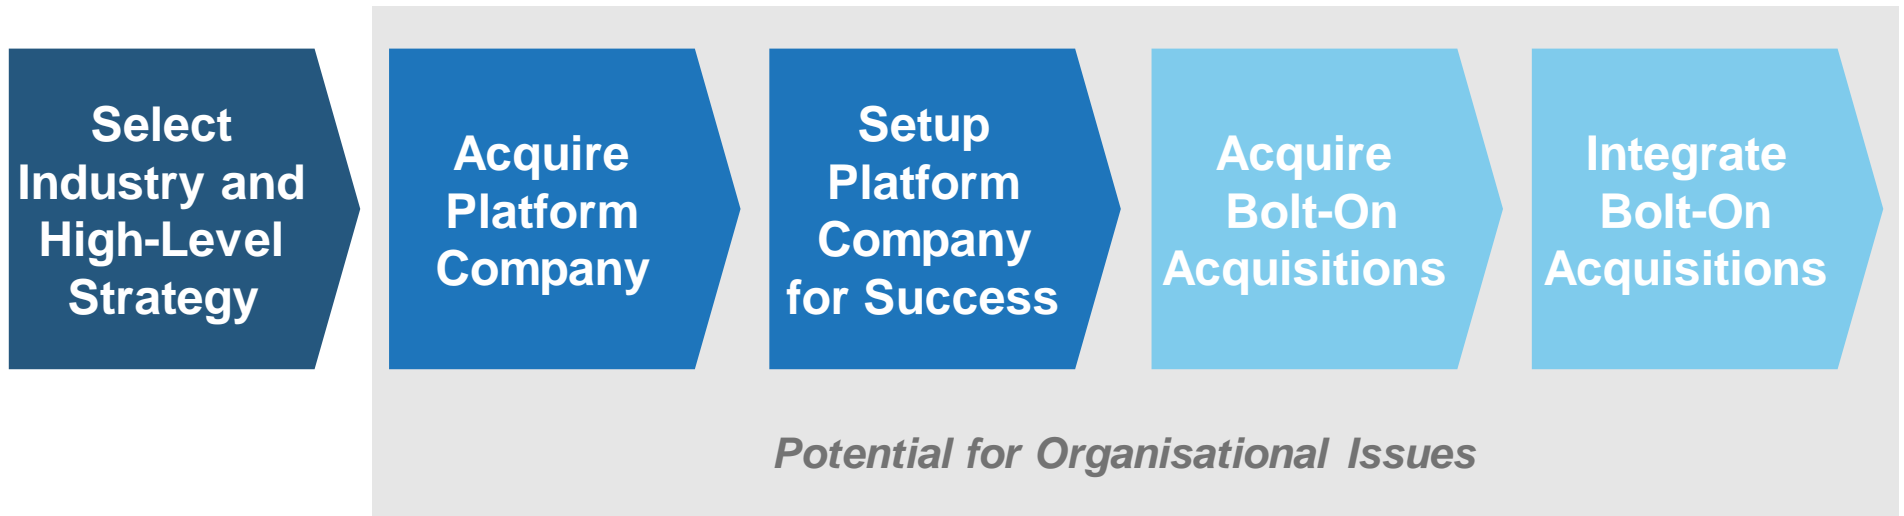 Select
Industry and
High-Level
Strategy
Acquire
Platform
Company
Setup
Platform
Company
for Success
Acquire
Bolt-On
Acquisitions
Integrate
Bolt-On
Acquisitions
Potential for Organisational Issues